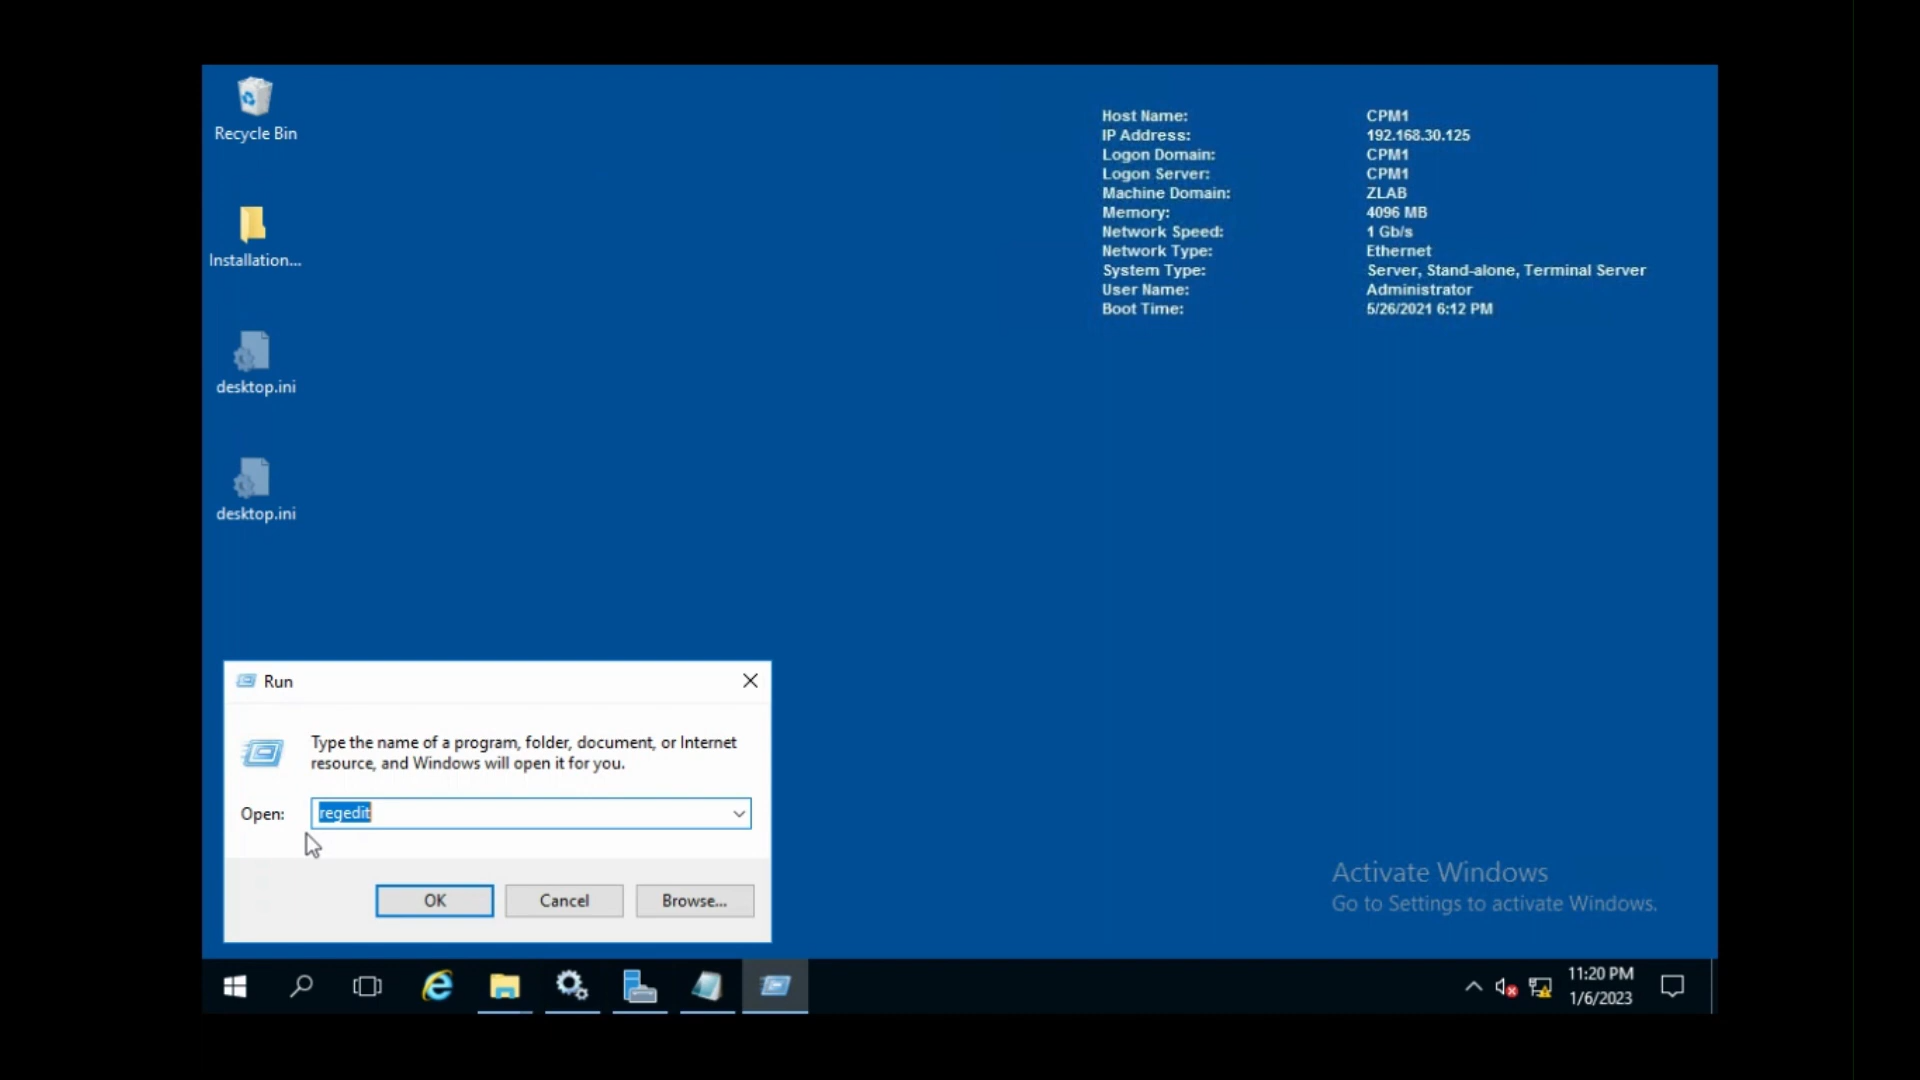 Recycle Bin
Installation...
desktop.ini
desktop.ini
Host Name: CPM1
IP Address: 192.168.30.125
Logon Domain: CPM1
Logon Server: CPM1
Machine Domain: ZLAB
Memory: 4096 MB
Network Speed: 1 Gb/s
Network Type: Ethernet
System Type: Server, Stand-alone, Terminal Server
User Name: Administrator
Boot Time: 5/26/2021 6:12 PM
Run
Type the name of a program, folder, document, or Internet
resource, and Windows will open it for you.
Open: regedit
OK Cancel Browse...
Activate Windows
Go to Settings to activate Windows.
11:20 PM
1/6/2023